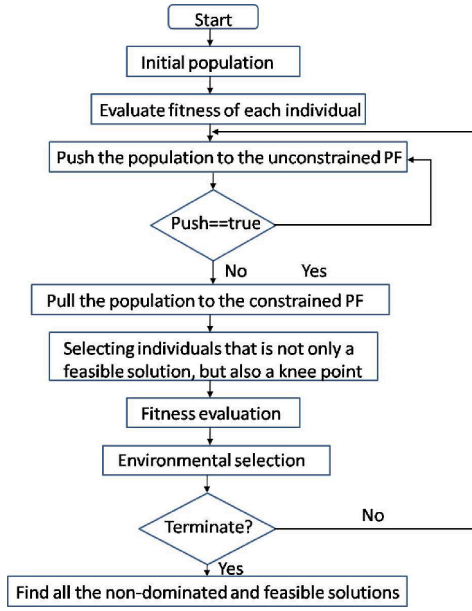 Start
Initial population
Evaluate fitness of each individual
Push the population to the unconstrained PF
Push==true
No
Yes
Pull the population to the constrained PF
Selecting individuals that is not only a
feasible solution, but also a knee point
Fitness evaluation
Environmental selection
Terminate?
No
Yes
Find all the non-dominated and feasible solutions